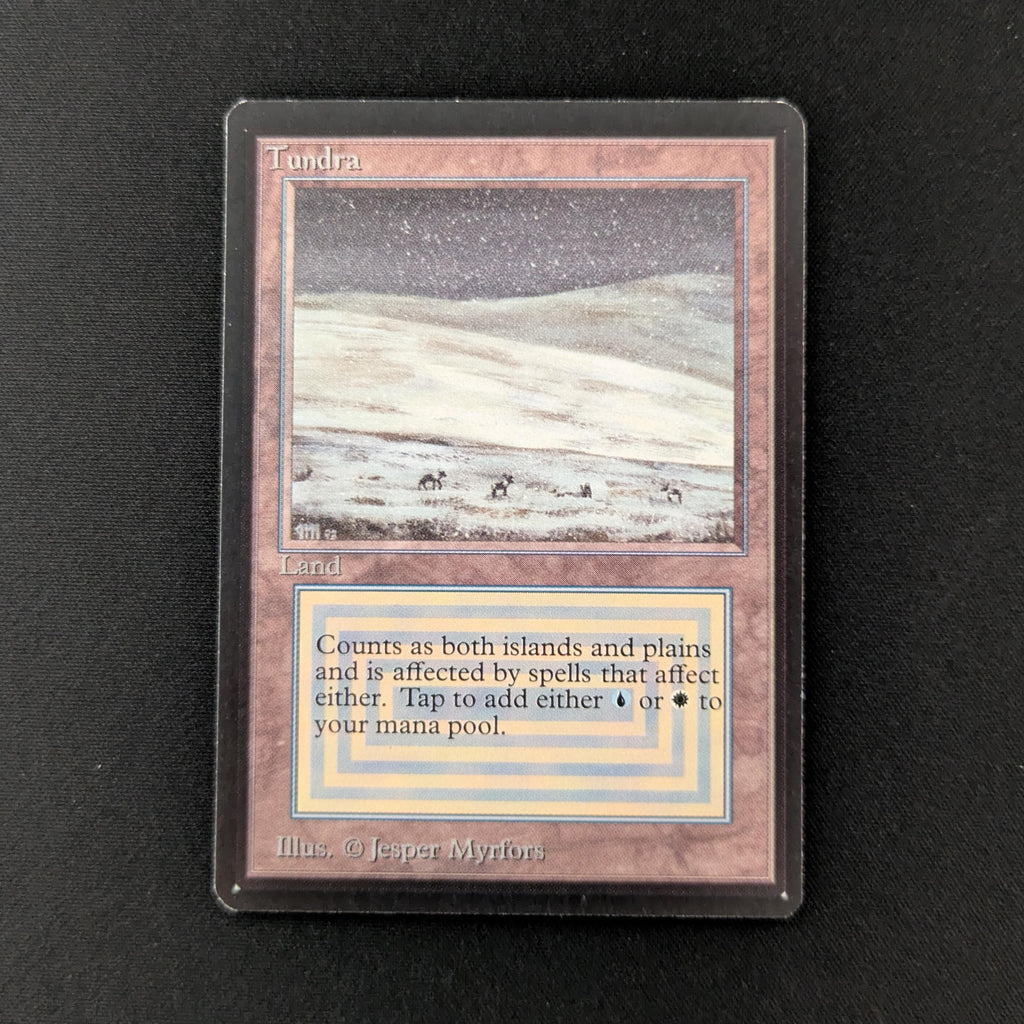 Tundra
Land
Counts as both islands and plains
and is affected by spells that affect
either. Tap to add either or to
your mana pool.
Illus. © Jesper Myrfors